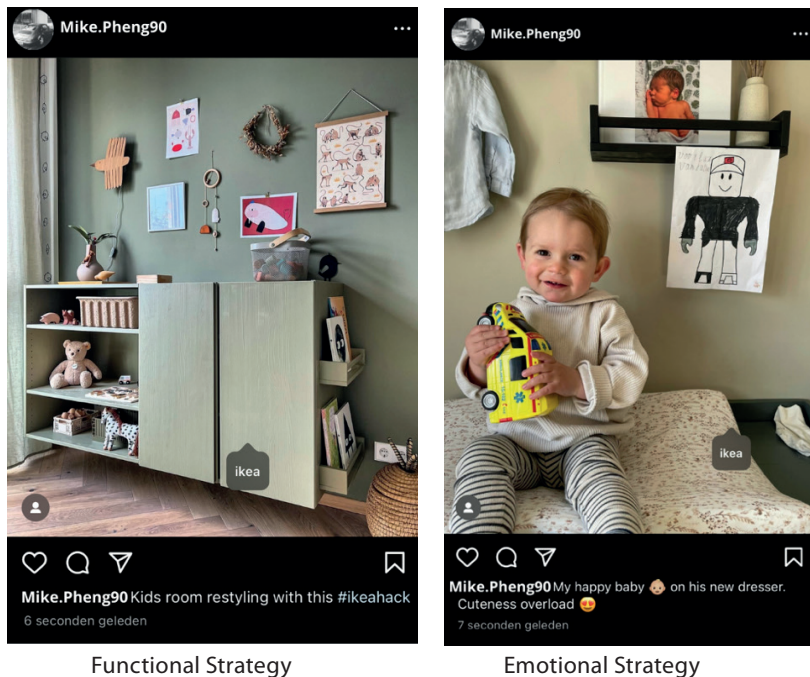 Mike.Pheng90
ikea
Mike.Pheng90 Kids room restyling with this #ikeahack
6 seconden geleden
Functional Strategy
Mike.Pheng90
ikea
Mike.Pheng90 My happy baby 👶🏼 on his new dresser.
Cuteness overload 😍
7 seconden geleden
Emotional Strategy